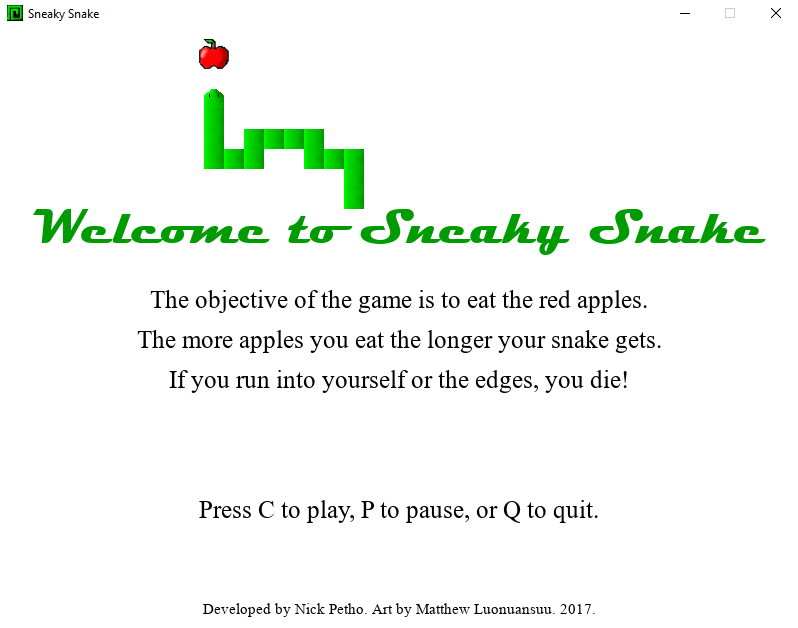 Sneaky Snake
Welcome to Sneaky Snake
The objective of the game is to eat the red apples.
The more apples you eat the longer your snake gets.
If you run into yourself or the edges, you die!
Press C to play, P to pause, or Q to quit.
Developed by Nick Petho. Art by Matthew Luonuansuu. 2017.